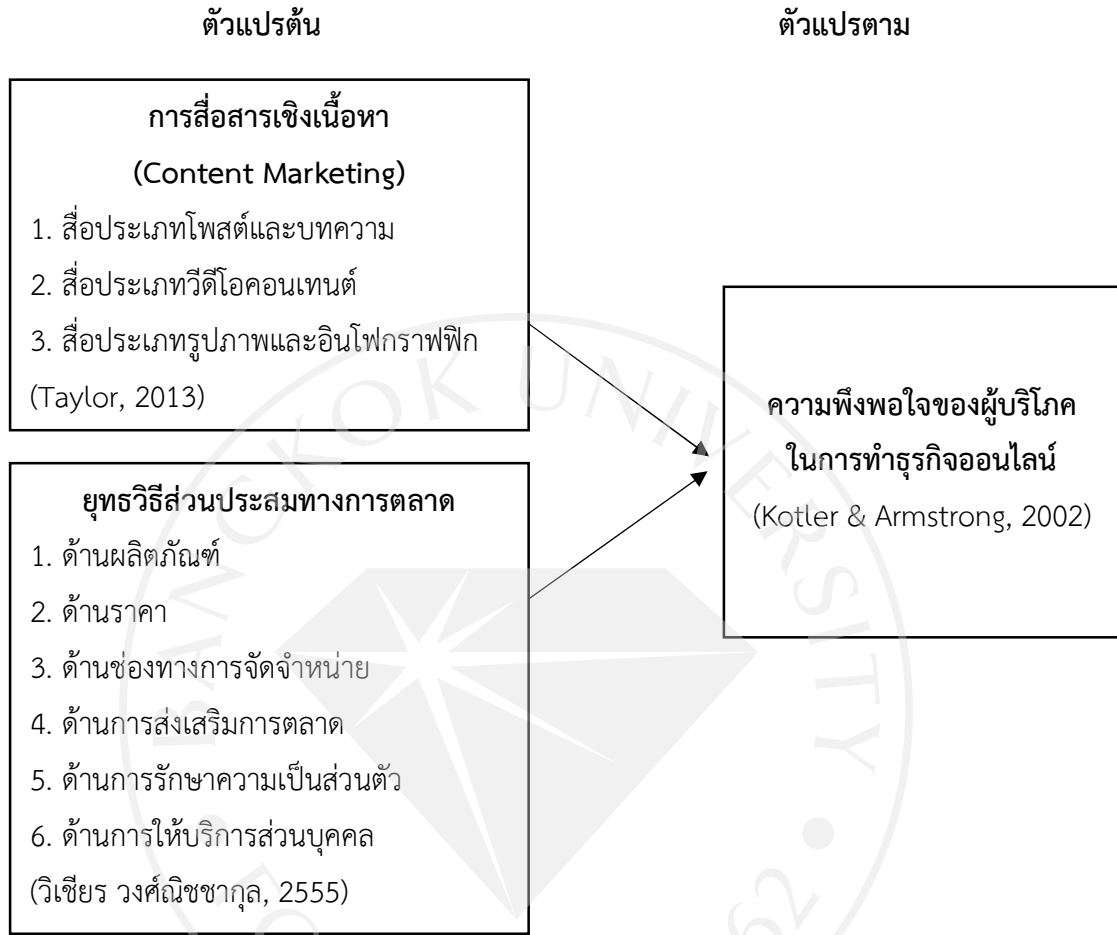 ตัวแปรต้น
ตัวแปรตาม
การสื่อสารเชิงเนื้อหา
(Content Marketing)
1. สื่อประเภทโพสต์และบทความ
2. สื่อประเภทวีดีโอคอนเทนต์
3. สื่อประเภทรูปภาพและอินโฟกราฟฟิก
(Taylor, 2013)
ยุทธวิธีส่วนประสมทางการตลาด
1. ด้านผลิตภัณฑ์
2. ด้านราคา
3. ด้านช่องทางการจัดจำหน่าย
4. ด้านการส่งเสริมการตลาด
5. ด้านการรักษาความเป็นส่วนตัว
6. ด้านการให้บริการส่วนบุคคล
(วิเชียร วงศ์ณิชชากุล, 2555)
ความพึงพอใจของผู้บริโภค
ในการทำธุรกิจออนไลน์
(Kotler & Armstrong, 2002)
BANGKOK UNIVERSITY